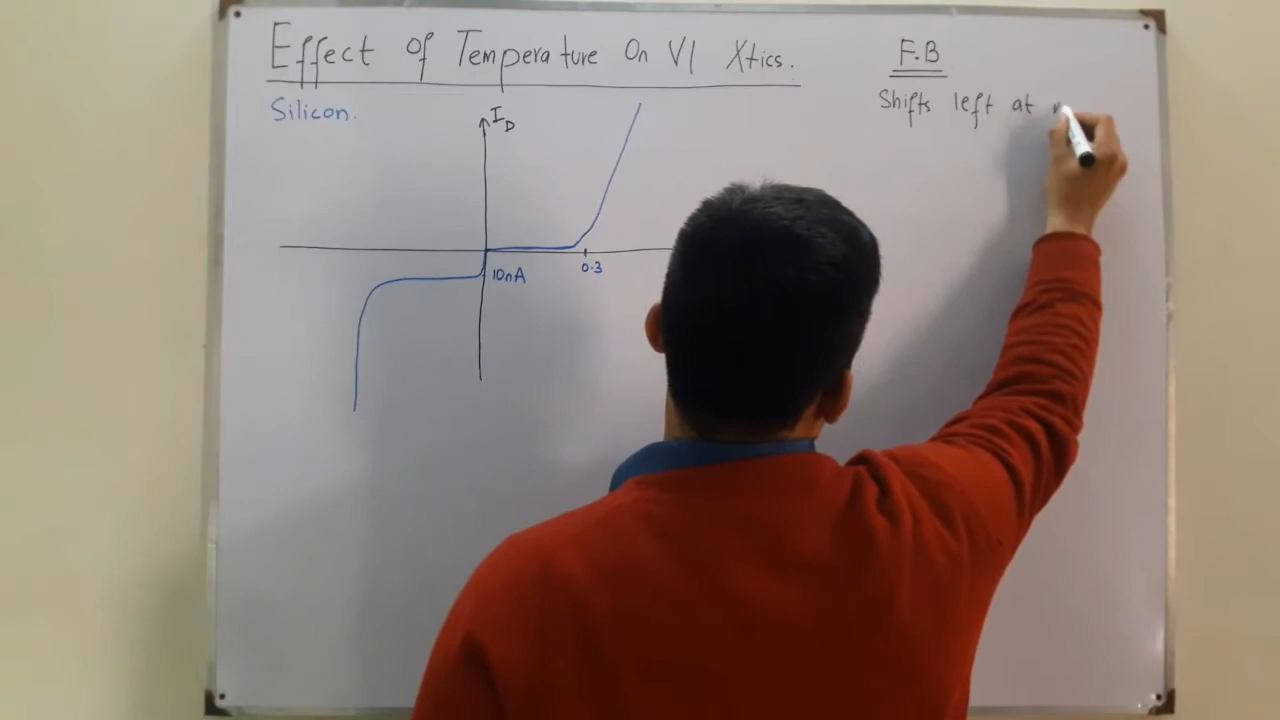 Effect of Temperature On VI Xtics.
F.B
Silicon.
Shifts left at
I_D
10nA
0.3